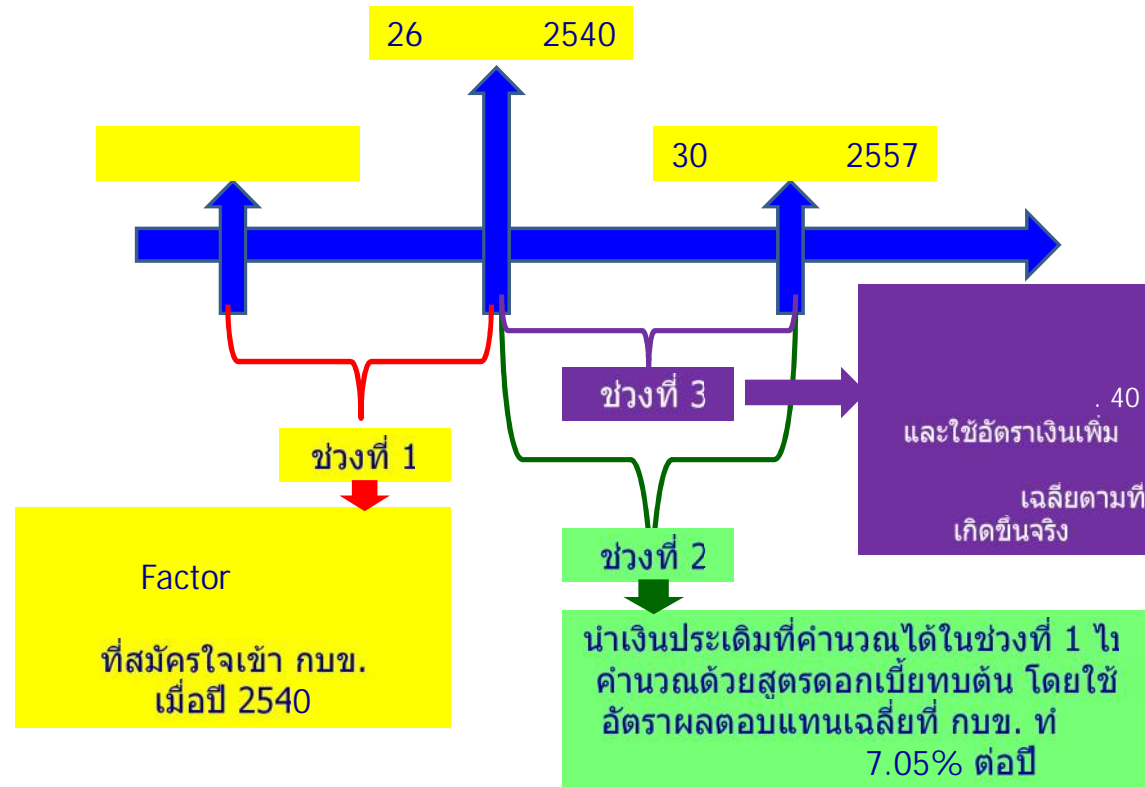 26 2540
30 2557
ช่วงที่ 3
. 40
และใช้อัตราเงินเพิ่ม
เฉลี่ยตามที่
เกิดขึ้นจริง
ช่วงที่ 1
Factor
ที่สมัครใจเข้า กบข.
เมื่อปี 2540
ช่วงที่ 2
นำเงินประเดิมที่คำนวณได้ในช่วงที่ 1
คำนวณด้วยสูตรดอกเบี้ยทบต้น โดยใช้
อัตราผลตอบแทนเฉลี่ยที่ กบข.
7.05% ต่อปี